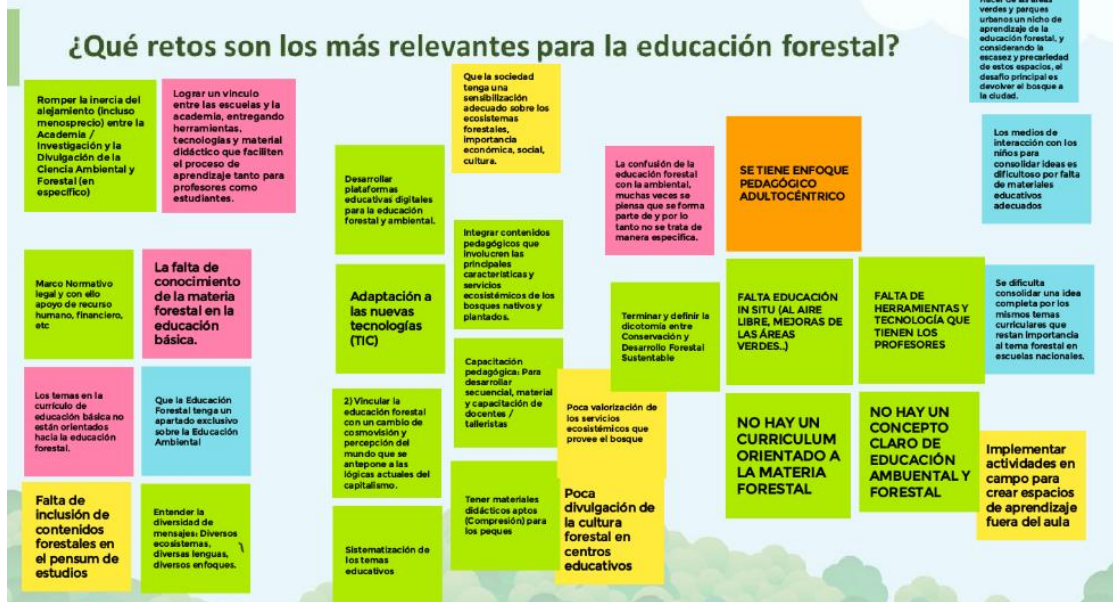 ¿Qué retos son los más relevantes para la educación forestal?
verdes y parques
urbanos un nicho de
aprendizaje de la
educación forestal, y
considerando la
escasez y precariedad
de estos espacios, el
desafío principal es
devolver el bosque a
la ciudad.
Romper la inercia del
alejamiento (incluso
menosprecio) entre la
Academia /
Investigación y la
Divulgación de la
Ciencia Ambiental y
Forestal (en
específico)
Lograr un vínculo
entre las escuelas y la
academia, entregando
herramientas,
tecnologías y material
didáctico que faciliten
el proceso de
aprendizaje tanto para
profesores como
estudiantes.
Que la sociedad
tenga una
sensibilización
adecuado sobre los
ecosistemas
forestales,
importancia
económica, social,
cultura.
Desarrollar
plataformas
educativas digitales
para la educación
forestal y ambiental.
La confusión de la
educación forestal
con la ambiental,
muchas veces se
piensa que se forma
parte de y por lo
tanto no se trata de
manera específica.
SE TIENE ENFOQUE
PEDAGÓGICO
ADULTOCÉNTRICO
Los medios de
interacción con los
niños para
consolidar ideas es
dificultoso por falta
de materiales
educativos
adecuados
Marco Normativo
legal y con ello
apoyo de recurso
humano, financiero,
etc
La falta de
conocimiento
de la materia
forestal en la
educación
básica.
Adaptación a
las nuevas
tecnologías
(TIC)
Integrar contenidos
pedagógicos que
involucren las
principales
características y
servicios
ecosistémicos de los
bosques nativos y
plantados.
Terminar y definir la
dicotomía entre
Conservación y
Desarrollo Forestal
Sustentable
FALTA EDUCACIÓN
IN SITU (AL AIRE
LIBRE, MEJORAS DE
LAS ÁREAS
VERDES..)
FALTA DE
HERRAMIENTAS Y
TECNOLOGÍA QUE
TIENEN LOS
PROFESORES
Se dificulta
consolidar una idea
completa por los
mismos temas
curriculares que
restan importancia
al tema forestal en
escuelas nacionales.
Los temas en la
currículo de
educación básica no
están orientados
hacia la educación
forestal.
Que la Educación
Forestal tenga un
apartado exclusivo
sobre la Educación
Ambiental
2) Vincular la
educación forestal
con un cambio de
cosmovisión y
percepción del
mundo que se
antepone a las
lógicas actuales del
capitalismo.
Capacitación
pedagógica: Para
desarrollar
secuencial, material
y capacitación de
docentes /
talleristas
Poca valorización de
los servicios
ecosistémicos que
provee el bosque
NO HAY UN
CURRICULUM
ORIENTADO A
LA MATERIA
FORESTAL
NO HAY UN
CONCEPTO
CLARO DE
EDUCACIÓN
AMBUENTAL Y
FORESTAL
Implementar
actividades en
campo para
crear espacios
de aprendizaje
fuera del aula
Falta de
inclusión de
contenidos
forestales en
el pensum de
estudios
Entender la
diversidad de
mensajes: Diversos
ecosistemas,
diversas lenguas,
diversos enfoques.
Sistematización de
los temas
educativos
Tener materiales
didácticos aptos
(Compresión) para
los peques
Poca
divulgación de
la cultura
forestal en
centros
educativos